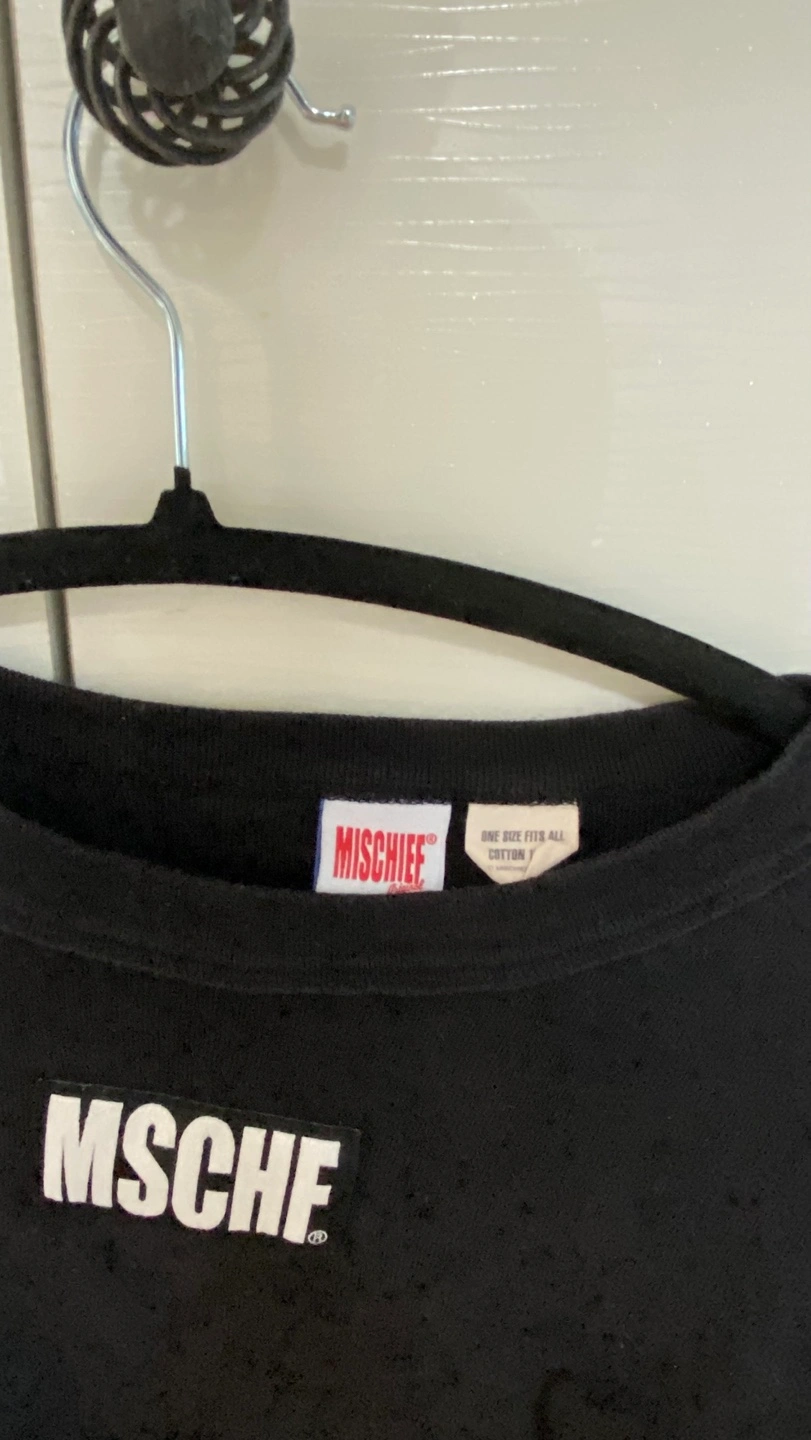 MISCHIEF®
ONE SIZE FITS ALL
COTTON
MSCHF®